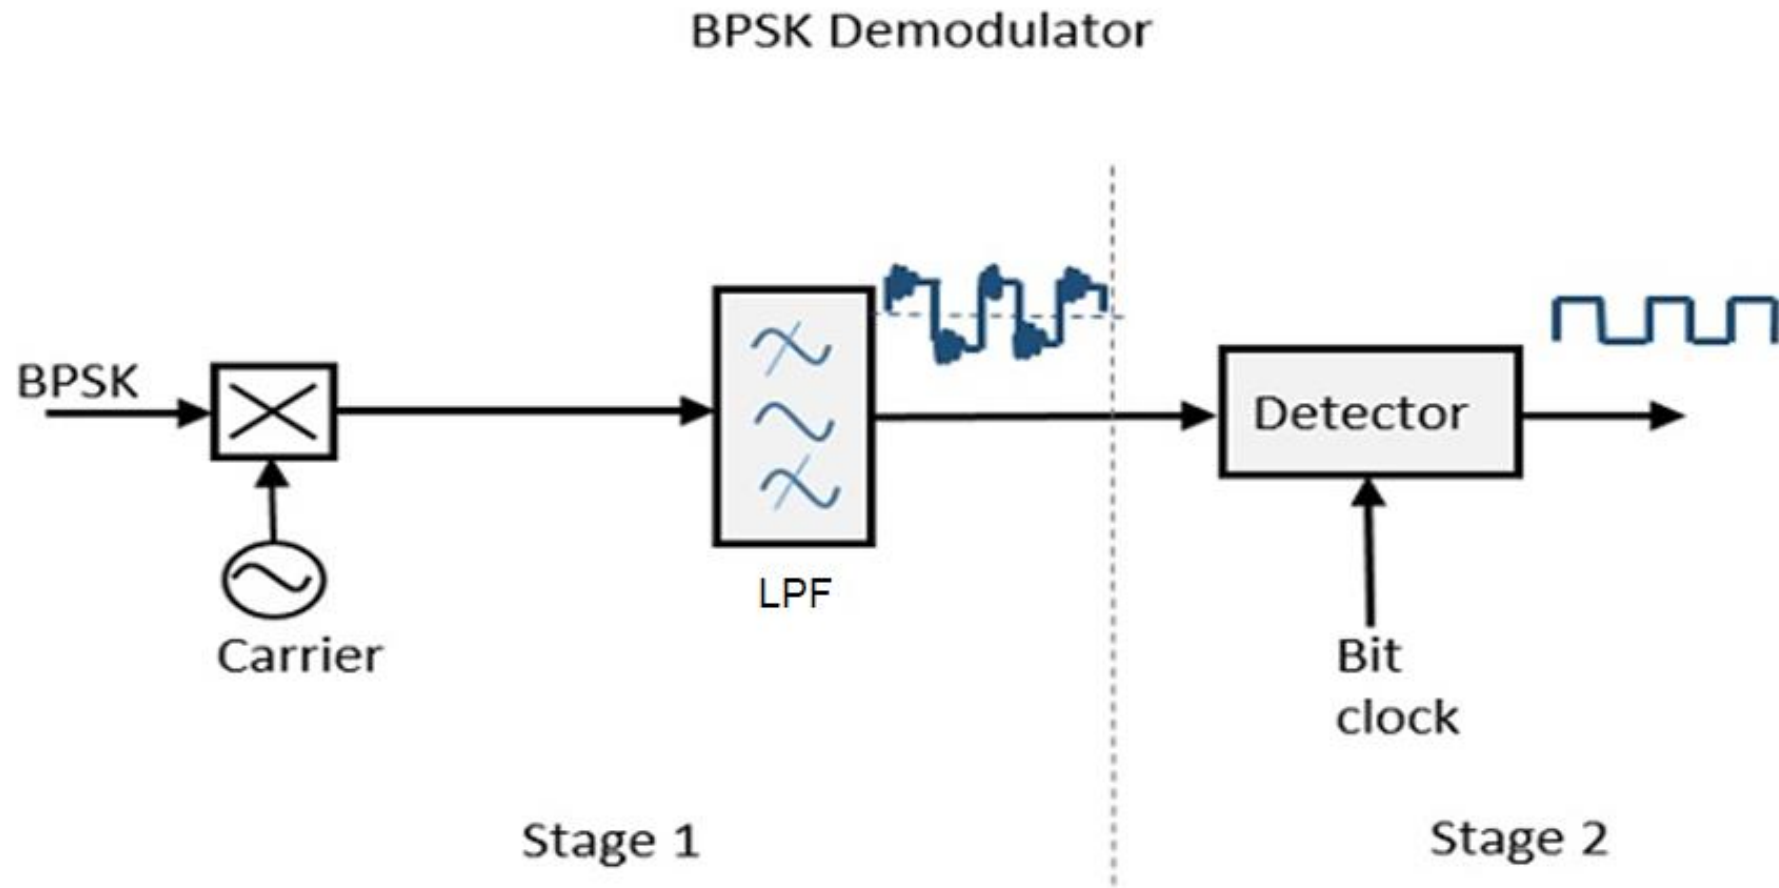 BPSK Demodulator
BPSK
Carrier
LPF
Detector
Bit
clock
Stage 1
Stage 2